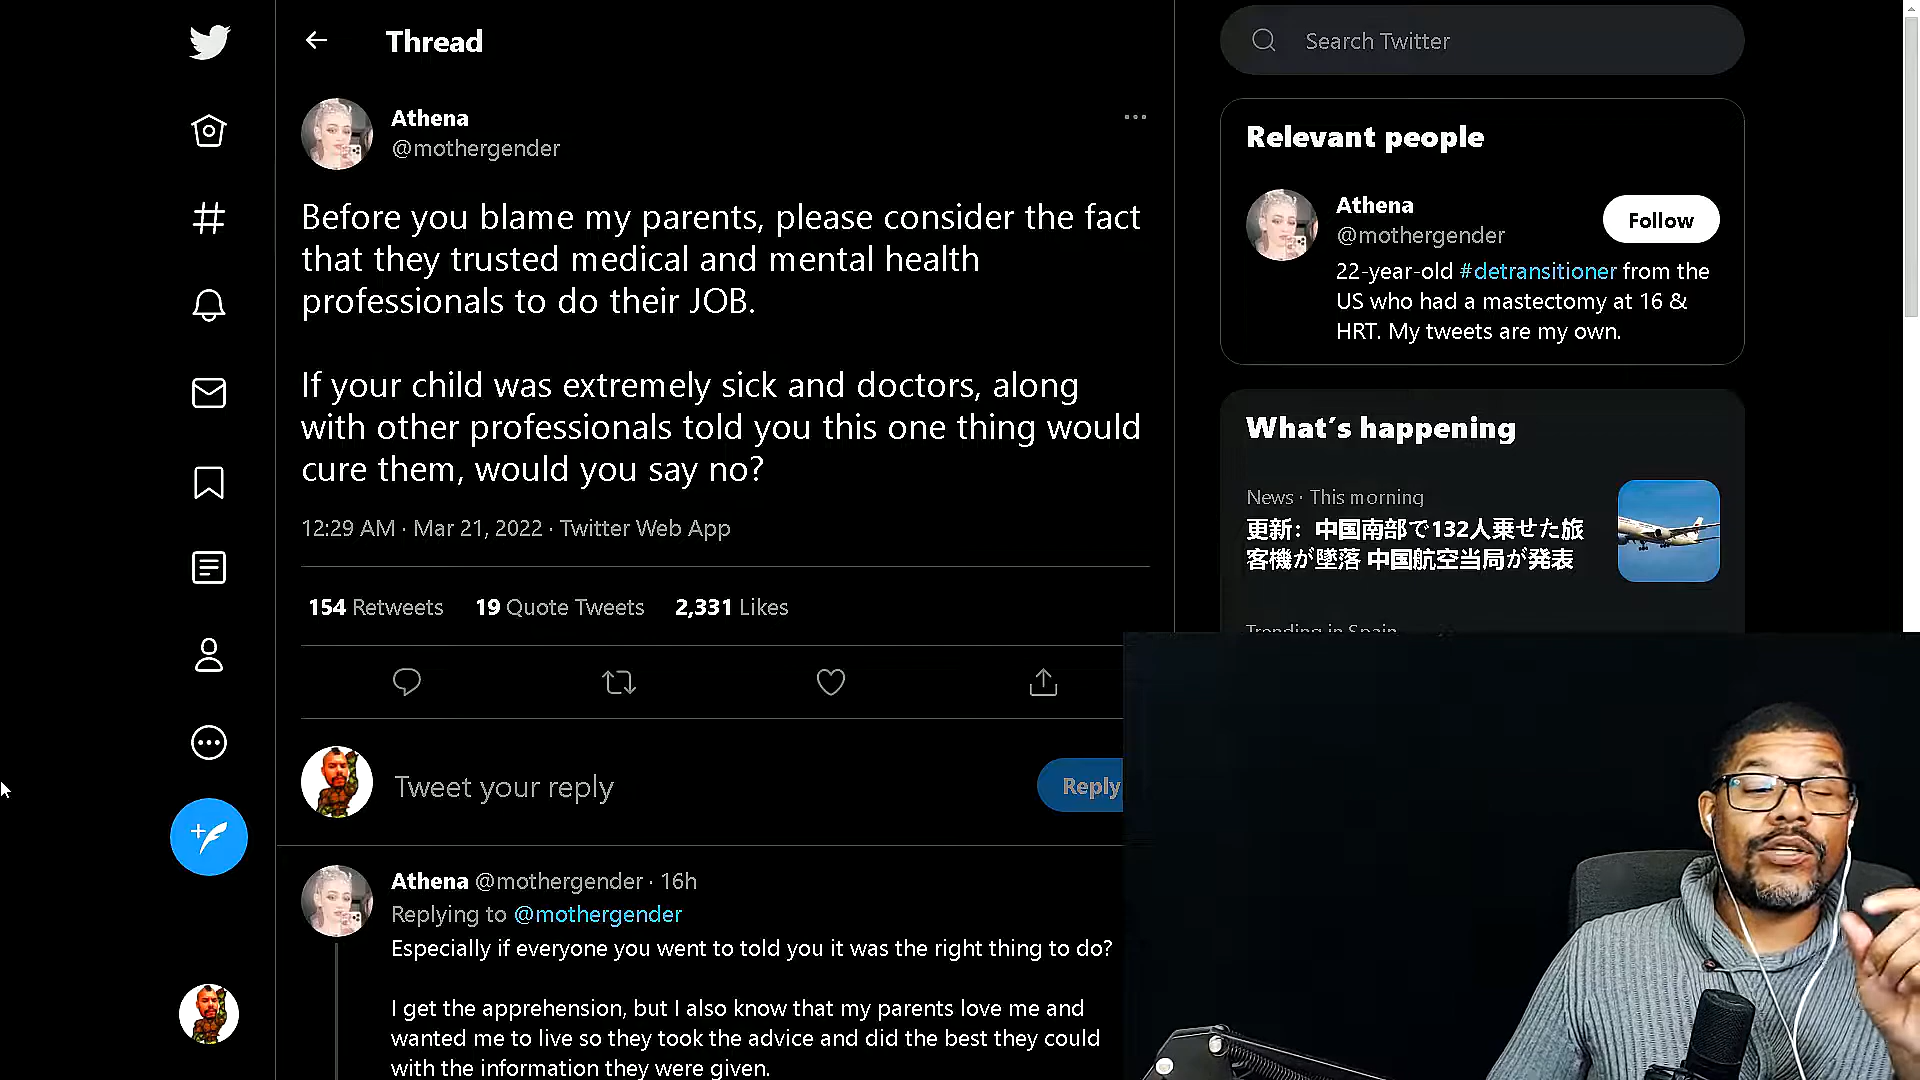 Thread
Athena
@mothergender
Before you blame my parents, please consider the fact
that they trusted medical and mental health
professionals to do their JOB.
If your child was extremely sick and doctors, along
with other professionals told you this one thing would
cure them, would you say no?
12:29 AM · Mar 21, 2022 · Twitter Web App
154 Retweets 19 Quote Tweets 2,331 Likes
Tweet your reply
Reply
Athena @mothergender · 16h
Replying to @mothergender
Especially if everyone you went to told you it was the right thing to do?
I get the apprehension, but I also know that my parents love me and
wanted me to live so they took the advice and did the best they could
with the information they were given.
Search Twitter
Relevant people
Athena
@mothergender
Follow
22-year-old #detransitioner from the
US who had a mastectomy at 16 &
HRT. My tweets are my own.
What's happening
News · This morning
更新：中国南部で132人乗せた旅
客機が墜落 中国航空当局が発表
Trending in Spain